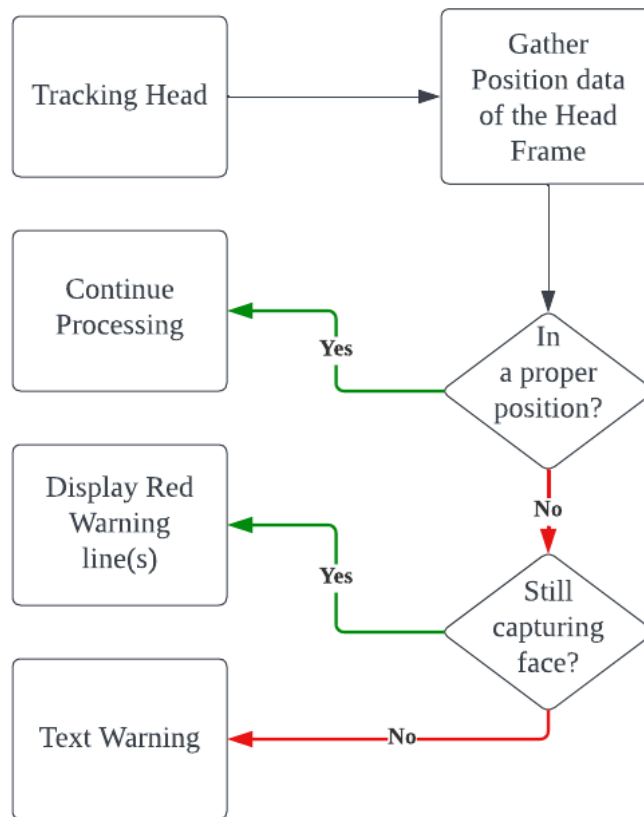 Tracking Head
Gather
Position data
of the Head
Frame
Continue
Processing
Yes
In
a proper
position?
No
Display Red
Warning
line(s)
Yes
Still
capturing
face?
Text Warning
No